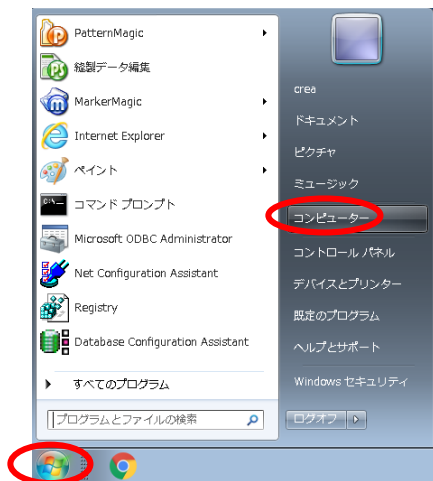 PatternMagic
縫製データ編集
MarkerMagic
Internet Explorer
ペイント
コマンド プロンプト
Microsoft ODBC Administrator
Net Configuration Assistant
Registry
Database Configuration Assistant
すべてのプログラム
プログラムとファイルの検索
crea
ドキュメント
ピクチャ
ミュージック
コンピューター
コントロール パネル
デバイスとプリンター
既定のプログラム
ヘルプとサポート
Windows セキュリティ
ログオフ